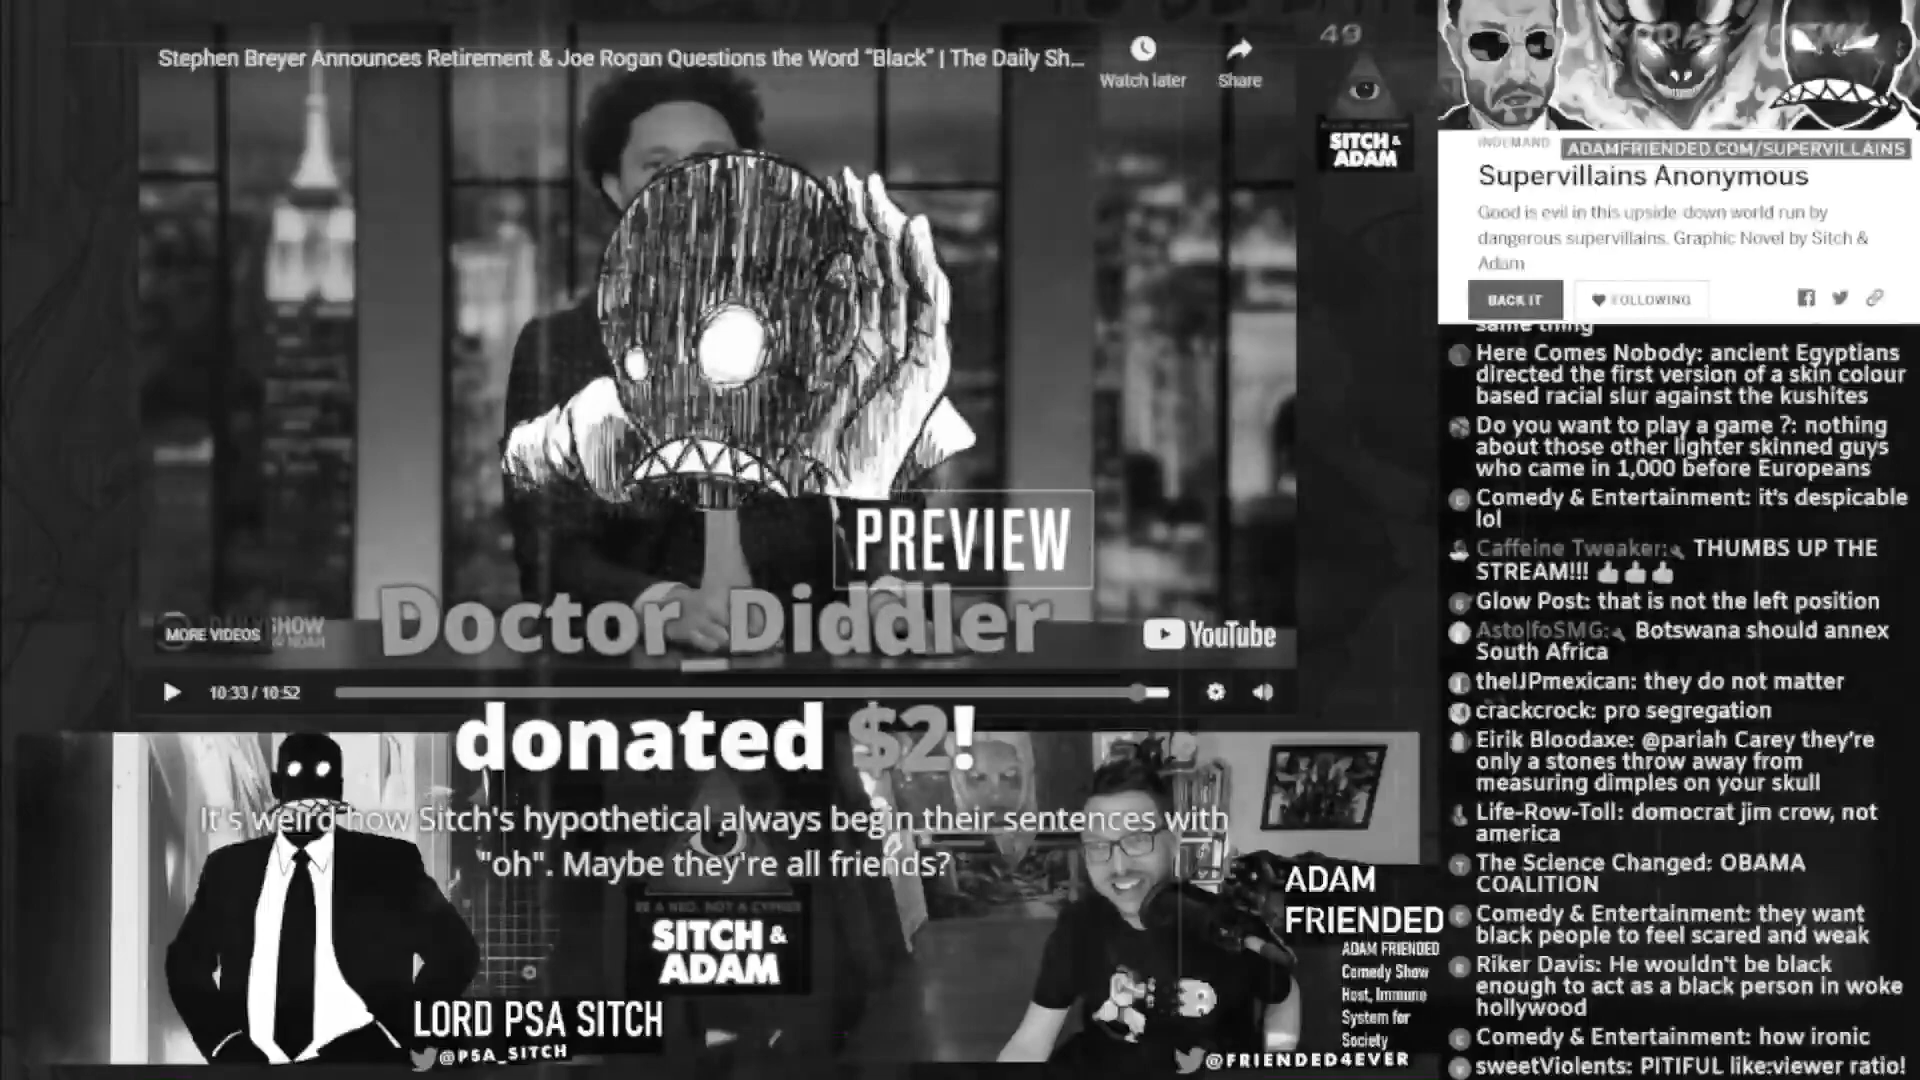 Stephen Breyer Announces Retirement & Joe Rogan Questions the Word "Black" | The Daily Sh...
Watch later
Share
49
SITCH &
ADAM
PREVIEW
Doctor_Diddler
MORE VIDEOS
SHOW
YouTube
10:33 / 10:52
donated $2!
It's weird how Sitch's hypothetical always begin their sentences with
"oh". Maybe they're all friends?
BE A NEO, NOT A CYPHER
SITCH &
ADAM
LORD PSA SITCH
@PSA_SITCH
ADAM
FRIENDED
ADAM FRIENDED
Comedy Show
Host, Immune
System for
Society
@FRIENDED4EVER
INDEMAND
ADAMFRIENDED.COM/SUPERVILLAINS
Supervillains Anonymous
Good is evil in this upside down world run by
dangerous supervillains. Graphic Novel by Sitch &
Adam
BACK IT
FOLLOWING
same thing
Here Comes Nobody: ancient Egyptians
directed the first version of a skin colour
based racial slur against the kushites
Do you want to play a game ?: nothing
about those other lighter skinned guys
who came in 1,000 before Europeans
Comedy & Entertainment: it's despicable
lol
Caffeine Tweaker: THUMBS UP THE
STREAM!!! 👍👍👍
Glow Post: that is not the left position
AstolfoSMG: Botswana should annex
South Africa
theIJPmexican: they do not matter
crackcrock: pro segregation
Eirik Bloodaxe: @pariah Carey they're
only a stones throw away from
measuring dimples on your skull
Life-Row-Toll: domocrat jim crow, not
america
The Science Changed: OBAMA
COALITION
Comedy & Entertainment: they want
black people to feel scared and weak
Riker Davis: He wouldn't be black
enough to act as a black person in woke
hollywood
Comedy & Entertainment: how ironic
sweetViolents: PITIFUL like:viewer ratio!